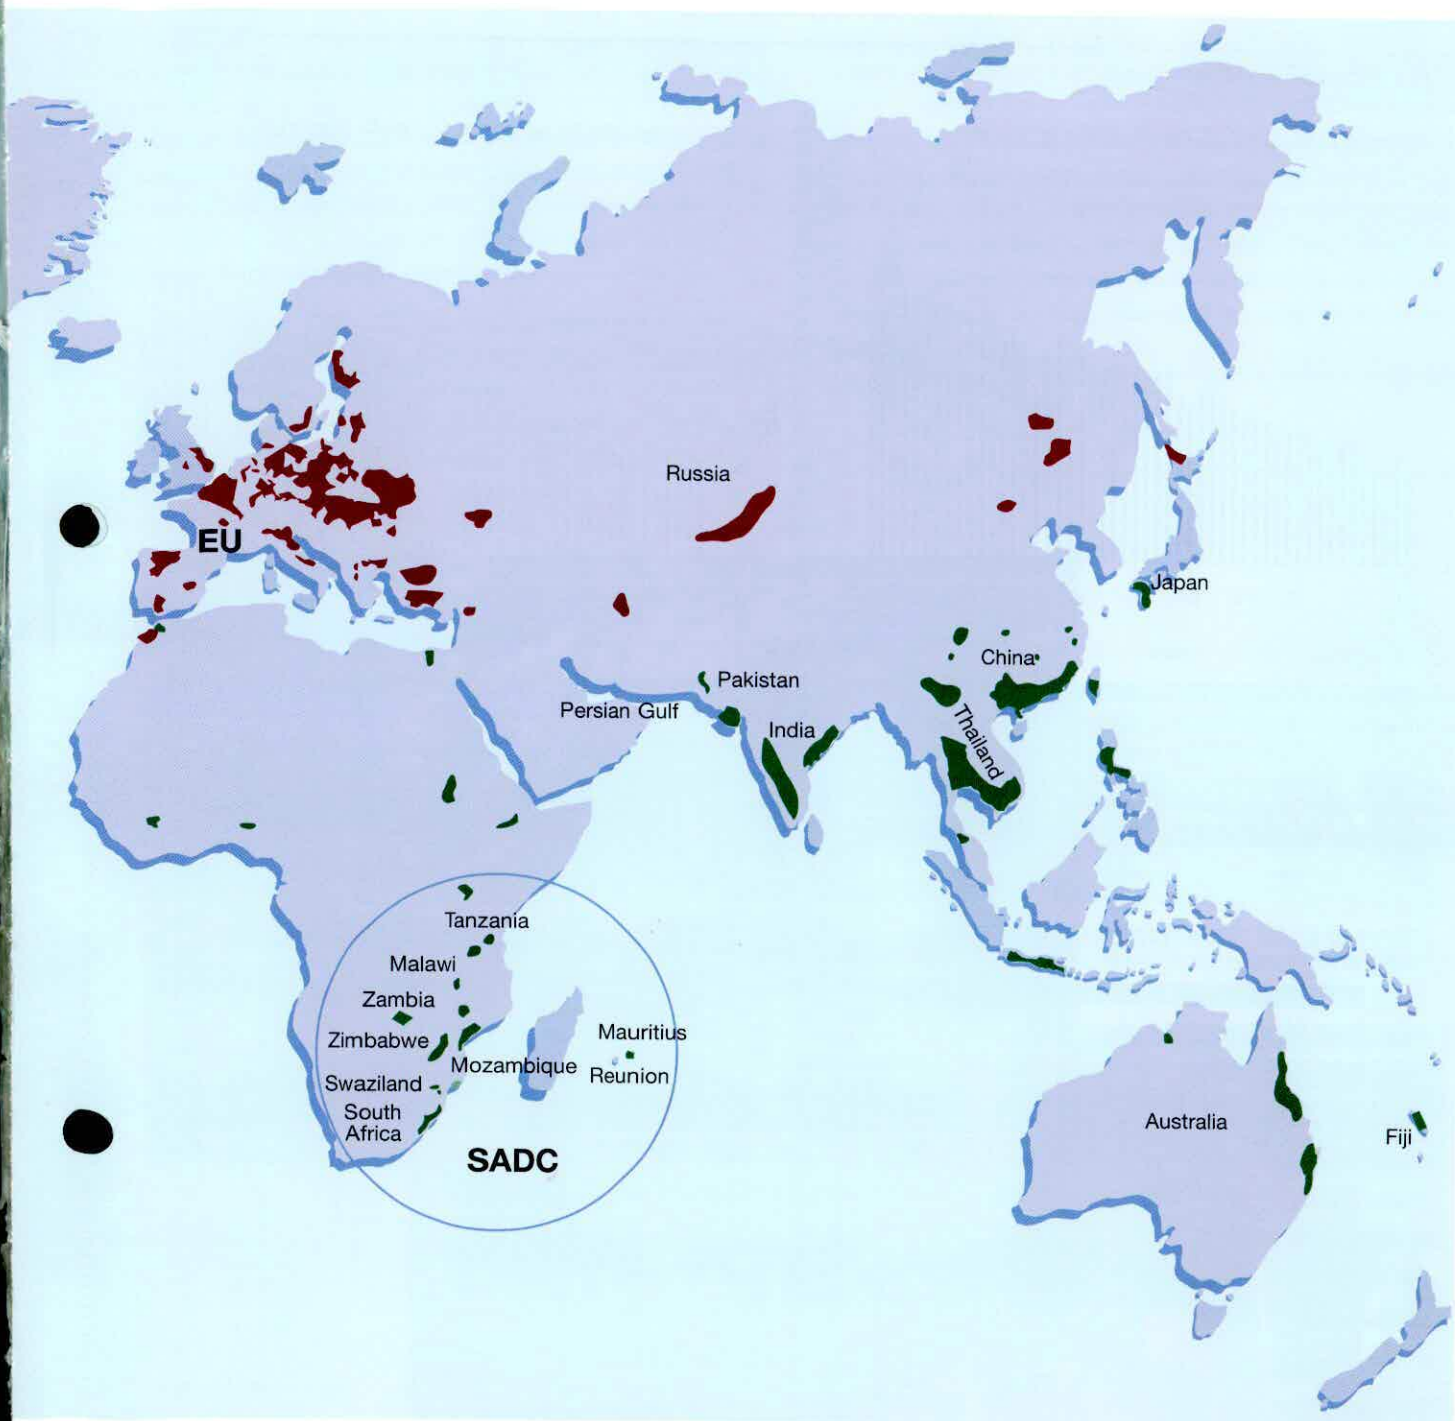 Russia
EU
Japan
China
Pakistan
Persian Gulf
India
Thailand
Tanzania
Malawi
Zambia
Zimbabwe
Mauritius
Mozambique
Reunion
Swaziland
South
Africa
SADC
Australia
Fiji